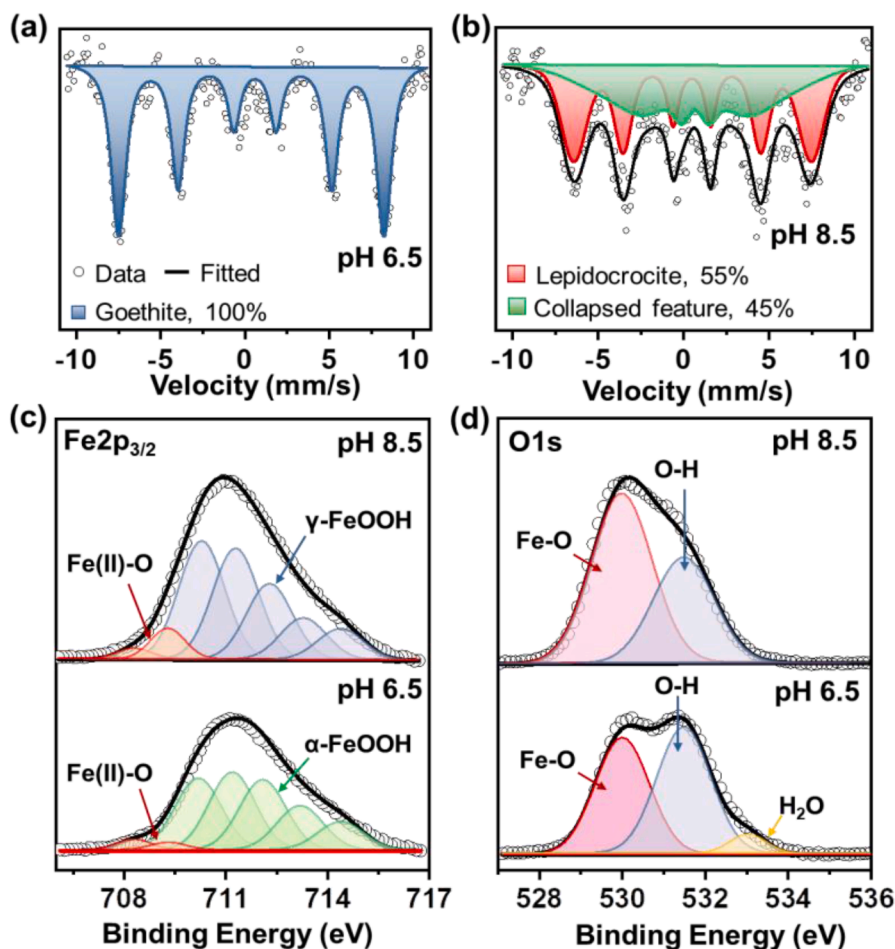 (a)
pH 6.5
Data
Fitted
Goethite, 100%
-10 -5 0 5 10
Velocity (mm/s)
(b)
pH 8.5
Lepidocrocite, 55%
Collapsed feature, 45%
-10 -5 0 5 10
Velocity (mm/s)
(c)
Fe2p3/2
pH 8.5
γ-FeOOH
Fe(II)-O
pH 6.5
α-FeOOH
Fe(II)-O
708 711 714 717
Binding Energy (eV)
(d)
O1s
pH 8.5
O-H
Fe-O
pH 6.5
O-H
Fe-O
H2O
528 530 532 534 536
Binding Energy (eV)